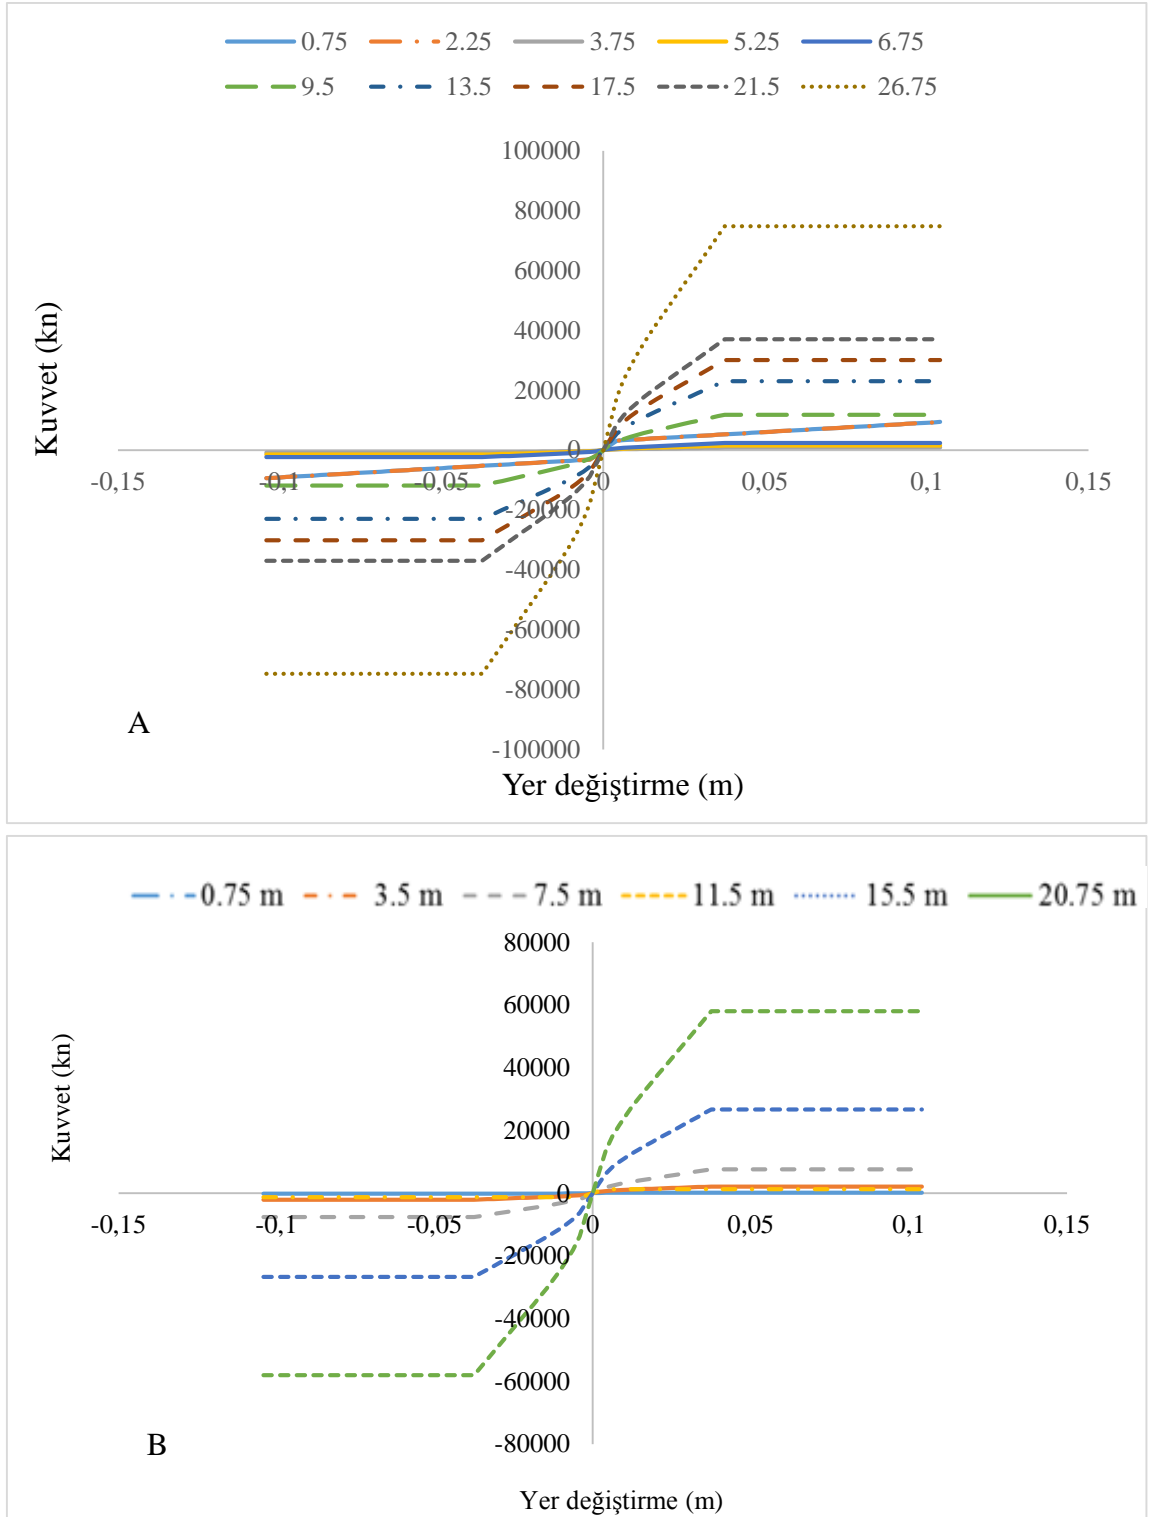 0.75 2.25 3.75 5.25 6.75
9.5 13.5 17.5 21.5 26.75
100000
80000
60000
40000
20000
0
-0,15 -0,1 -0,05 0 0,05 0,1 0,15
-20000
-40000
-60000
-80000
-100000
Kuvvet (kn)
A
Yer değiştirme (m)
0.75 m 3.5 m 7.5 m 11.5 m 15.5 m 20.75 m
80000
60000
40000
20000
0
-0,15 -0,1 -0,05 0 0,05 0,1 0,15
-20000
-40000
-60000
-80000
Kuvvet (kn)
B
Yer değiştirme (m)